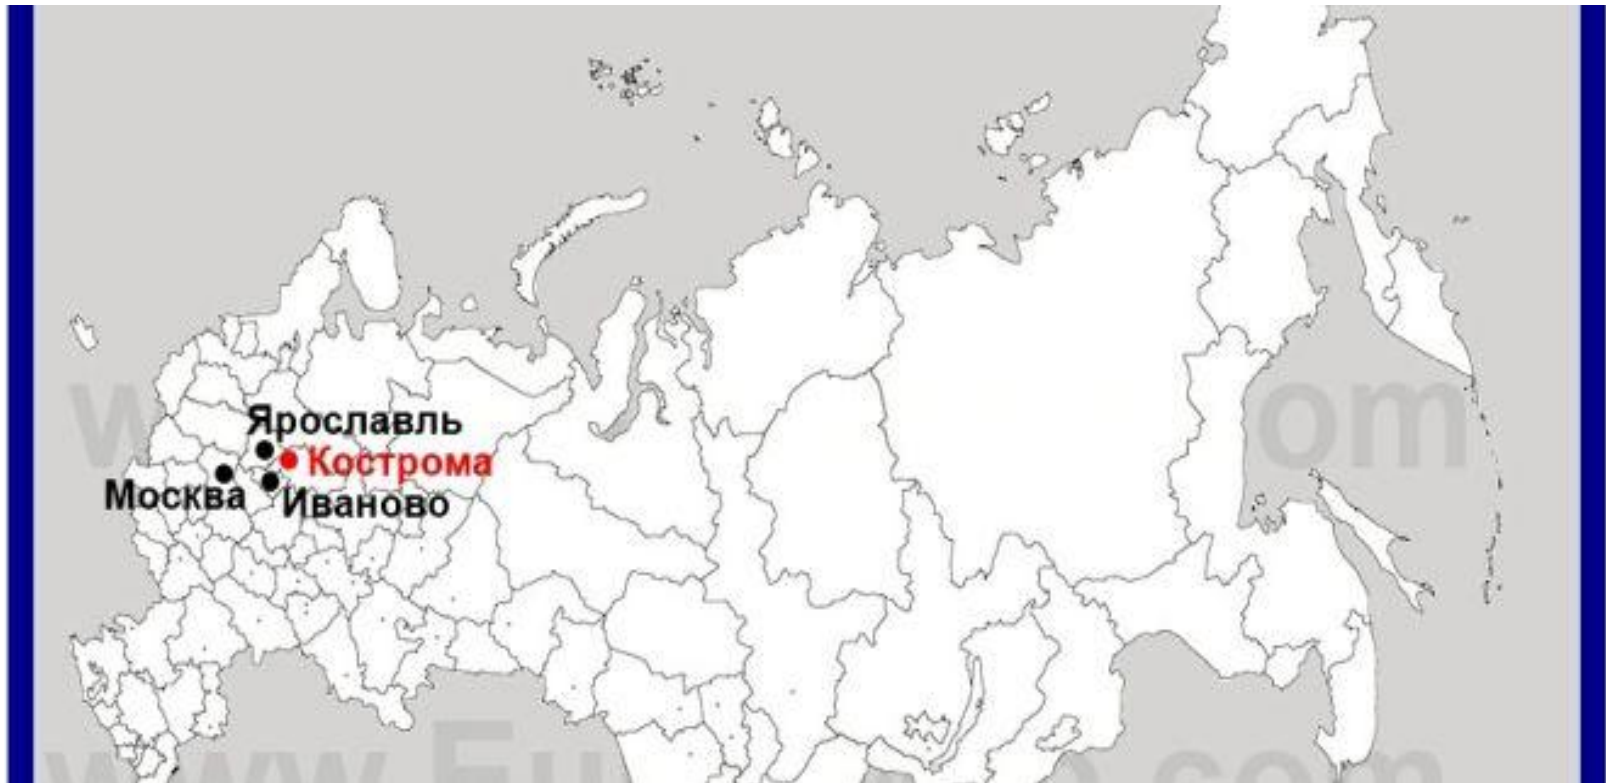 Ярославль
Кострома
Москва
Иваново